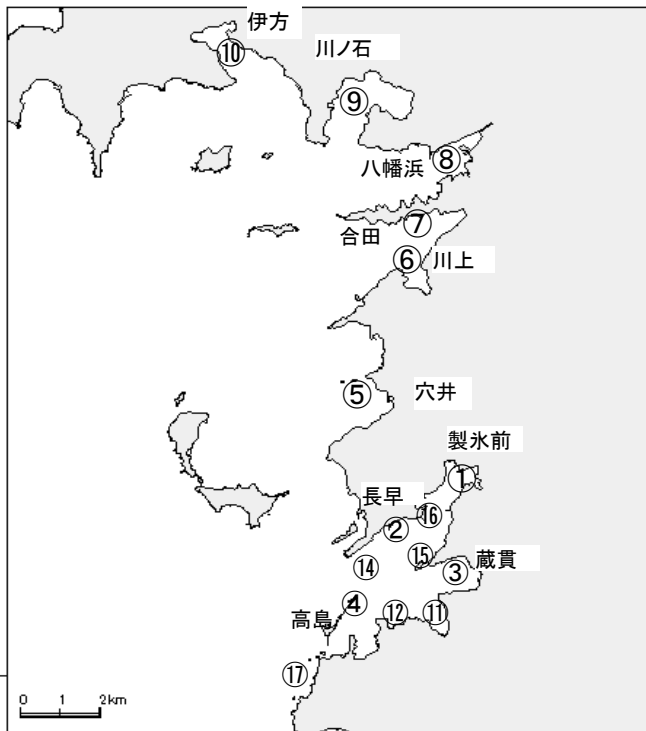 伊方
⑩
川ノ石
⑨
八幡浜
⑧
合田
⑦
⑥
川上
⑤
穴井
製氷前
①
長早
⑯
②
⑮
蔵貫
③
⑭
④
高島
⑫
⑪
⑰
0 1 2km